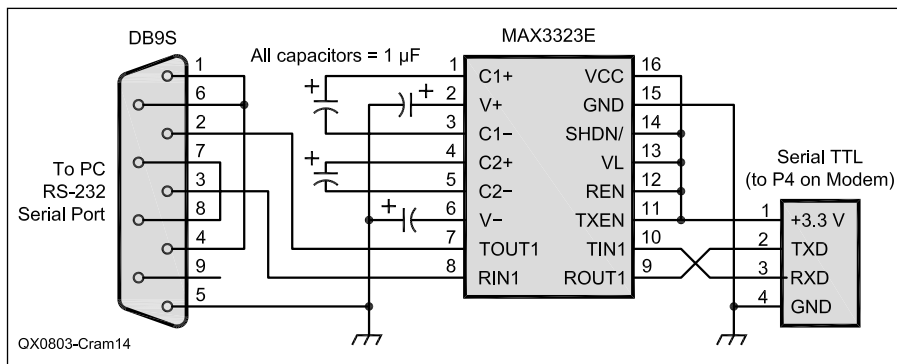 DB9S
MAX3323E
All capacitors = 1 µF
To PC
RS-232
Serial Port
1
6
2
7
3
8
4
9
5
+
+
+
+
1 C1+ VCC 16
2 V+ GND 15
3 C1− SHDN/ 14
4 C2+ VL 13
5 C2− REN 12
6 V− TXEN 11
7 TOUT1 TIN1 10
8 RIN1 ROUT1 9
Serial TTL
(to P4 on Modem)
1 +3.3 V
2 TXD
3 RXD
4 GND
QX0803-Cram14